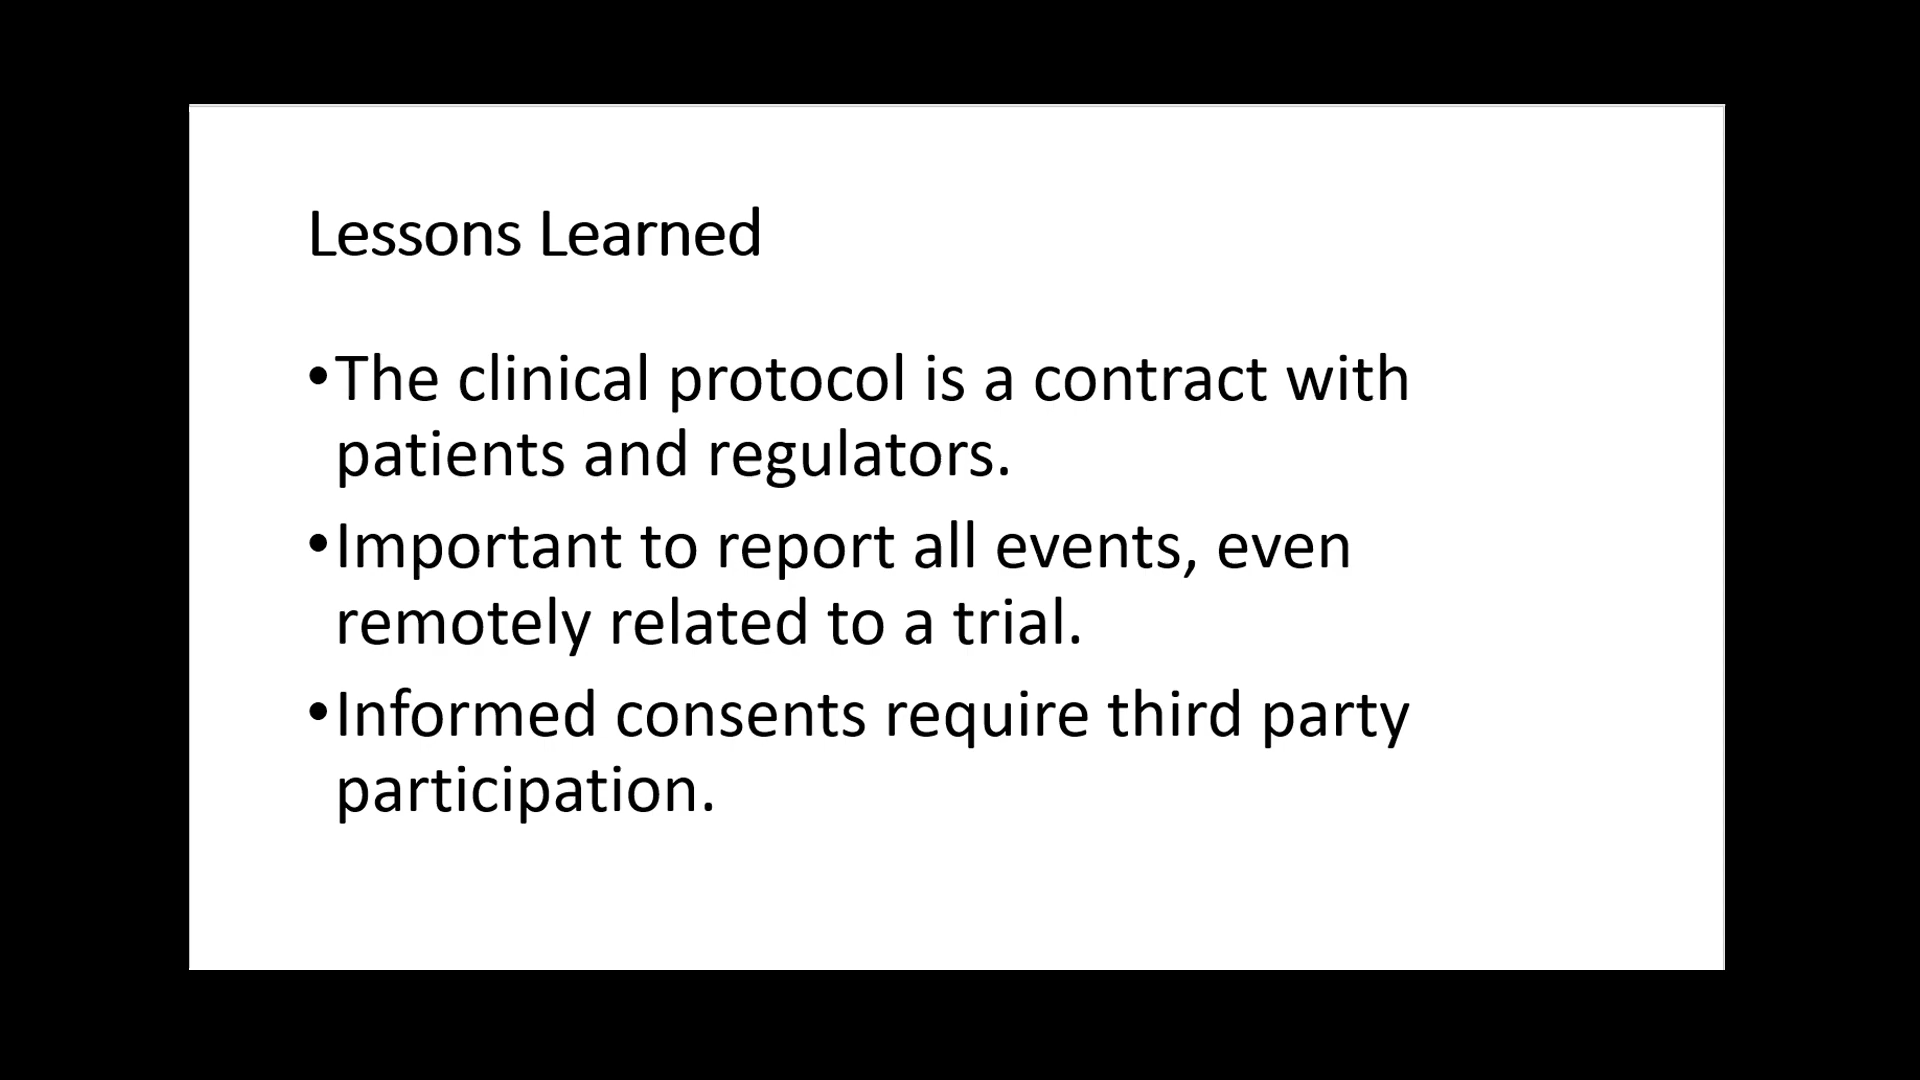 Lessons Learned
•The clinical protocol is a contract with
patients and regulators.
•Important to report all events, even
remotely related to a trial.
•Informed consents require third party
participation.